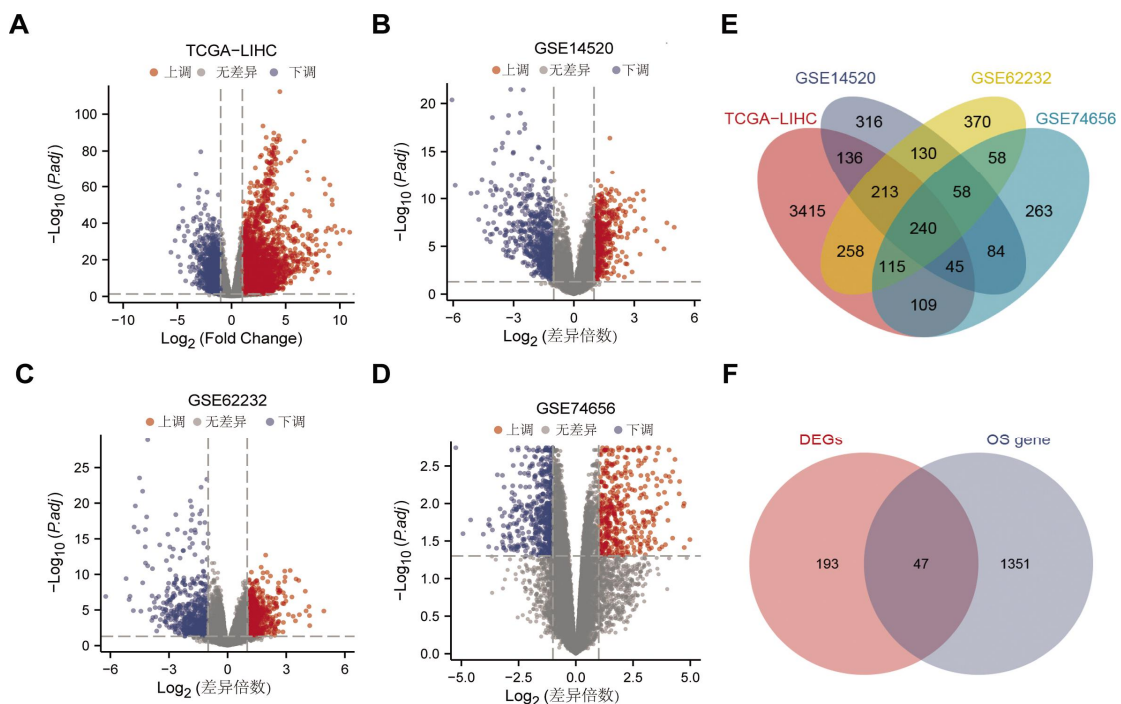 A
TCGA−LIHC
上调 无差异 下调
−Log10 (Padj)
100
80
60
40
20
0
−10 −5 0 5 10
Log2 (Fold Change)
B
GSE14520
上调 无差异 下调
−Log10 (Padj)
20
15
10
5
0
−6 −3 0 3 6
Log2 (差异倍数)
C
GSE62232
上调 无差异 下调
−Log10 (P.adj)
25
20
15
10
5
0
−6 −3 0 3 6
Log2 (差异倍数)
D
GSE74656
上调 无差异 下调
−Log10 (P.adj)
2.5
2.0
1.5
1.0
0.5
0.0
−5.0 −2.5 0.0 2.5 5.0
Log2 (差异倍数)
E
GSE14520 GSE62232
TCGA−LIHC GSE74656
316 370
136 130 58
213 58
3415 240 263
258 115 45 84
109
F
DEGs OS gene
193 47 1351